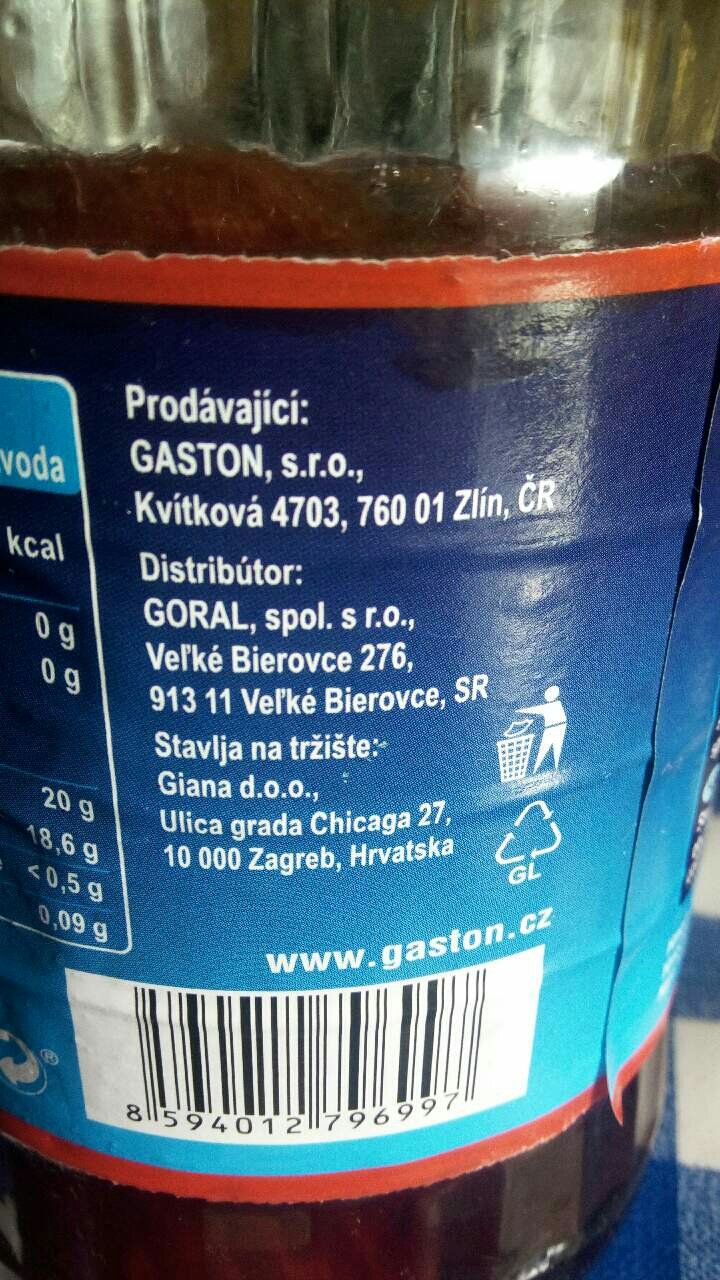 voda
kcal
0 g
0 g
20 g
18,6 g
<0,5 g
0,09 g
Prodávající:
GASTON, s.r.o.,
Kvítková 4703, 760 01 Zlín, ČR
Distribútor:
GORAL, spol. s r.o.,
Veľké Bierovce 276,
913 11 Veľké Bierovce, SR
Stavlja na tržište:
Giana d.o.o.,
Ulica grada Chicaga 27,
10 000 Zagreb, Hrvatska
GL
www.gaston.cz
®
8 594012 796997